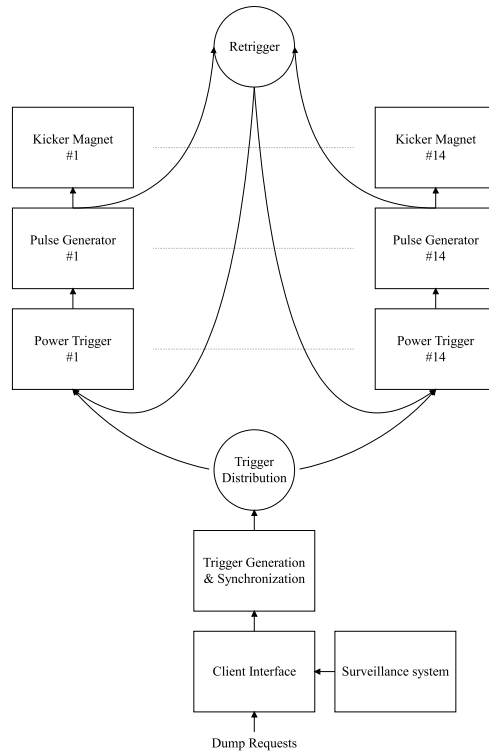 Retrigger
Kicker Magnet
#1
Kicker Magnet
#14
Pulse Generator
#1
Pulse Generator
#14
Power Trigger
#1
Power Trigger
#14
Trigger
Distribution
Trigger Generation
& Synchronization
Client Interface
Surveillance system
Dump Requests